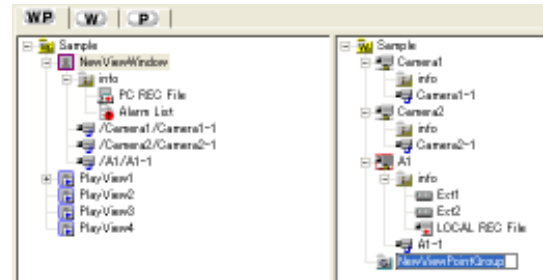 WP W P
Sample
NewViewWindow
info
PC REC File
Alarm List
/Camera1/Camera1-1
/Camera2/Camera2-1
/A1/A1-1
PlayView1
PlayView2
PlayView3
PlayView4
Sample
Camera1
info
Camera1-1
Camera2
info
Camera2-1
A1
info
Ext1
Ext2
LOCAL REC File
A1-1
NewViewPointGroup